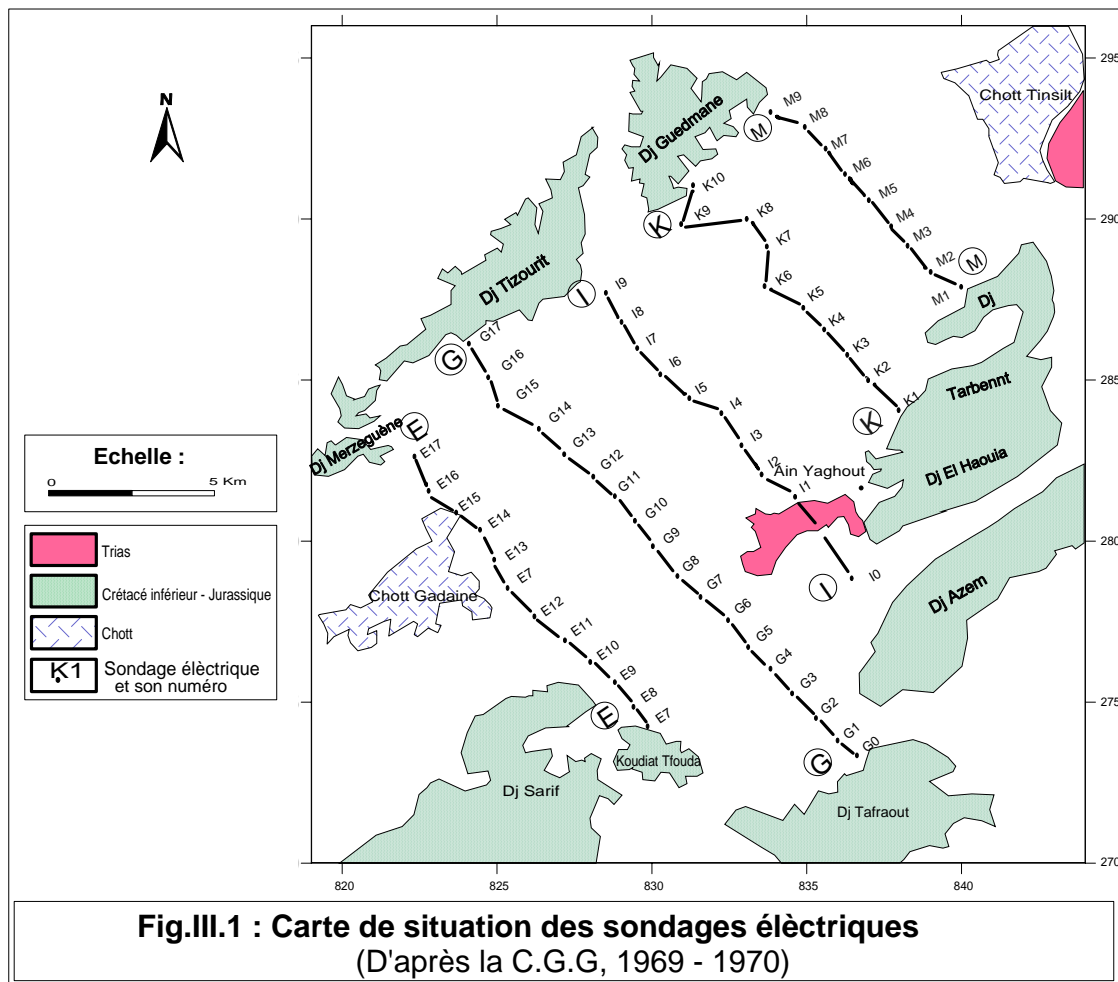 N
Echelle :
0 5 Km
Trias
Crétacé inférieur - Jurassique
Chott
K1 Sondage élèctrique
et son numéro
295
290
285
280
275
270
820 825 830 835 840
Chott Tinsilt
Dj Guedmane
M9
M
M8
M7
M6
M5
M4
M3
M2
M
M1
Dj
K10
K
K9
K8
K7
K6
K5
K4
K3
K2
K1
K
Tarbennt
Dj El Haouia
Dj Azem
Dj Tizourit
I
I9
I8
I7
I6
I5
I4
I3
I2
Àin Yaghout
I1
I
I0
G17
G
G16
G15
G14
G13
G12
G11
G10
G9
G8
G7
G6
G5
G4
G3
G2
G1
G0
G
Dj Merzeguène
E
E17
E16
E15
E14
E13
E7
Chott Gadaine
E12
E11
E10
E9
E8
E7
E
Koudiat Tfouda
Dj Sarif
Dj Tafraout
Fig.III.1 : Carte de situation des sondages élèctriques
(D'après la C.G.G, 1969 - 1970)